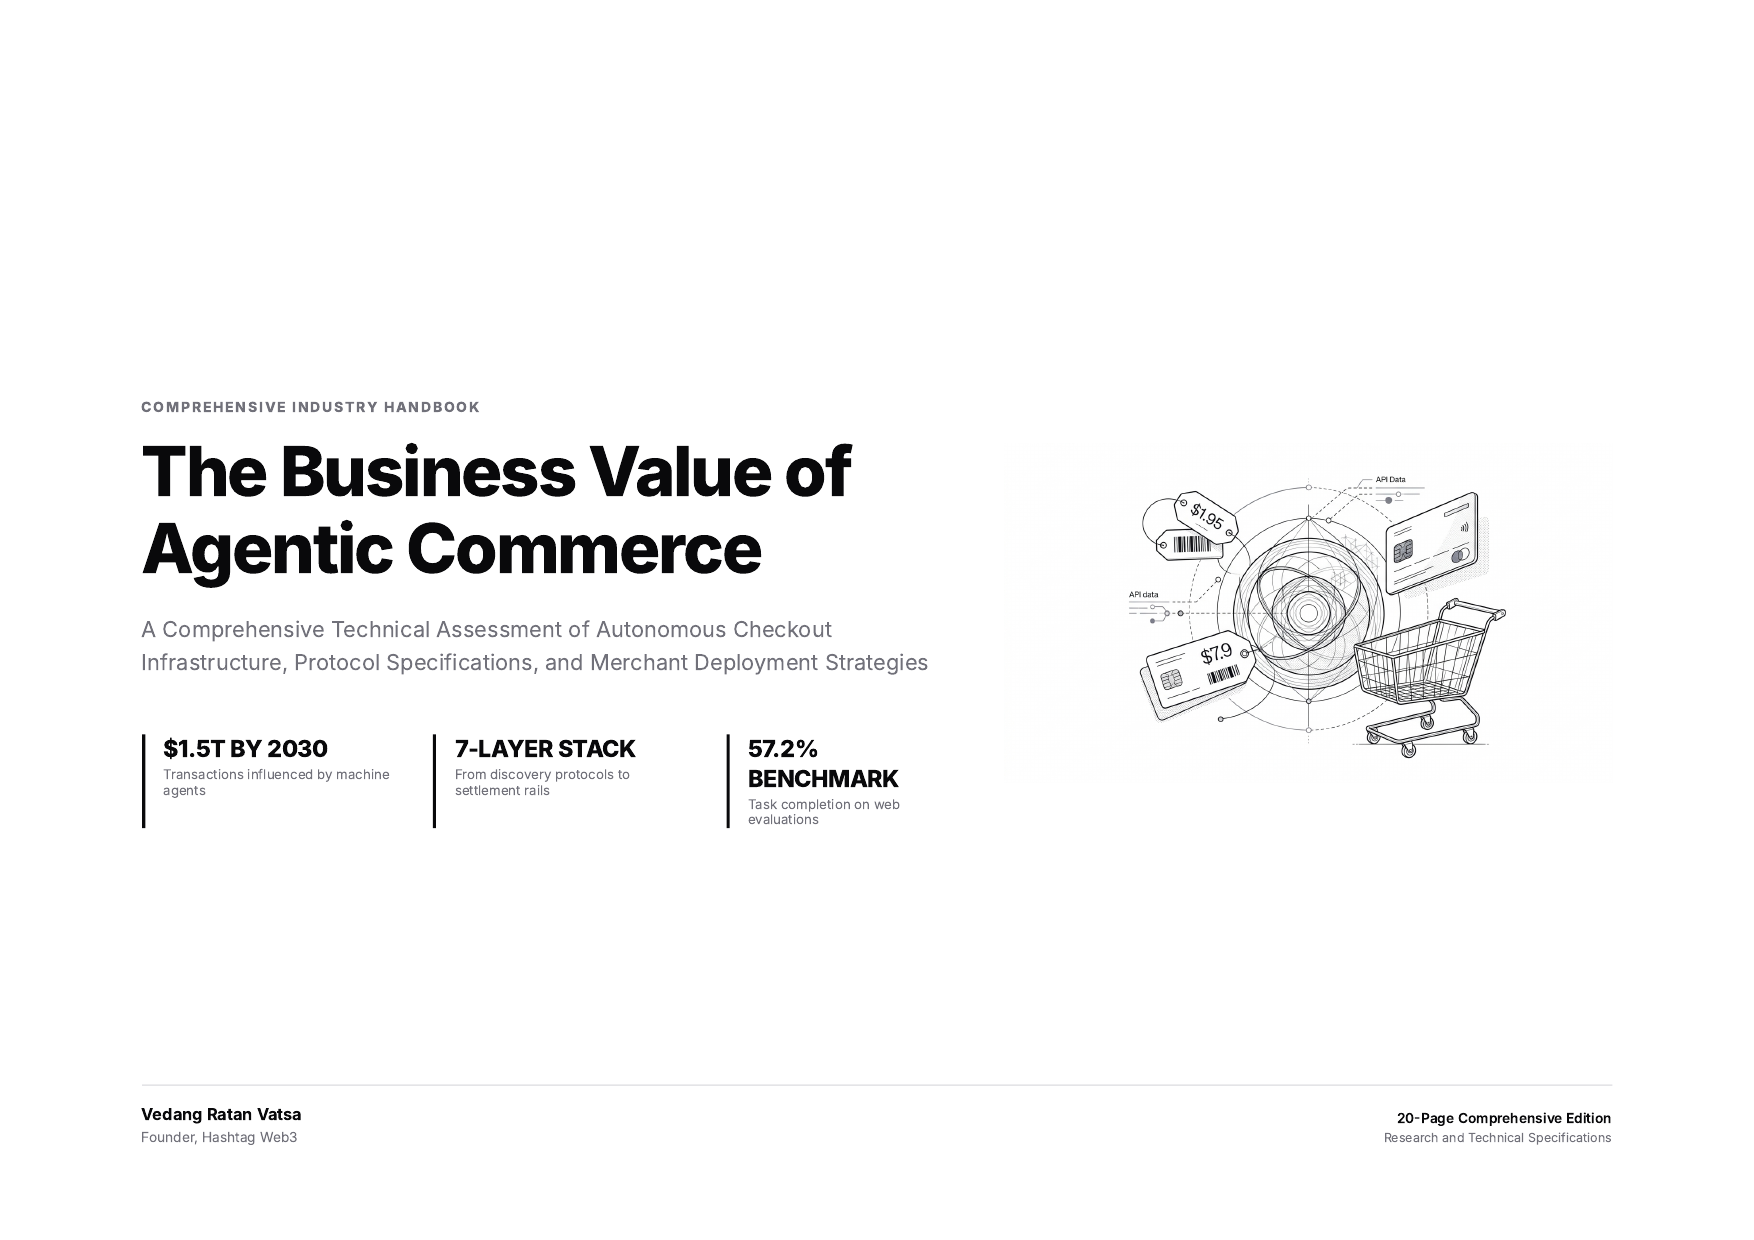 COMPREHENSIVE INDUSTRY HANDBOOK
The Business Value of
Agentic Commerce
A Comprehensive Technical Assessment of Autonomous Checkout
Infrastructure, Protocol Specifications, and Merchant Deployment Strategies
$1.5T BY 2030
Transactions influenced by machine
agents
7-LAYER STACK
From discovery protocols to
settlement rails
57.2%
BENCHMARK
Task completion on web
evaluations
API Data
$1.95
API data
$7.9
Vedang Ratan Vatsa
Founder, Hashtag Web3
20-Page Comprehensive Edition
Research and Technical Specifications